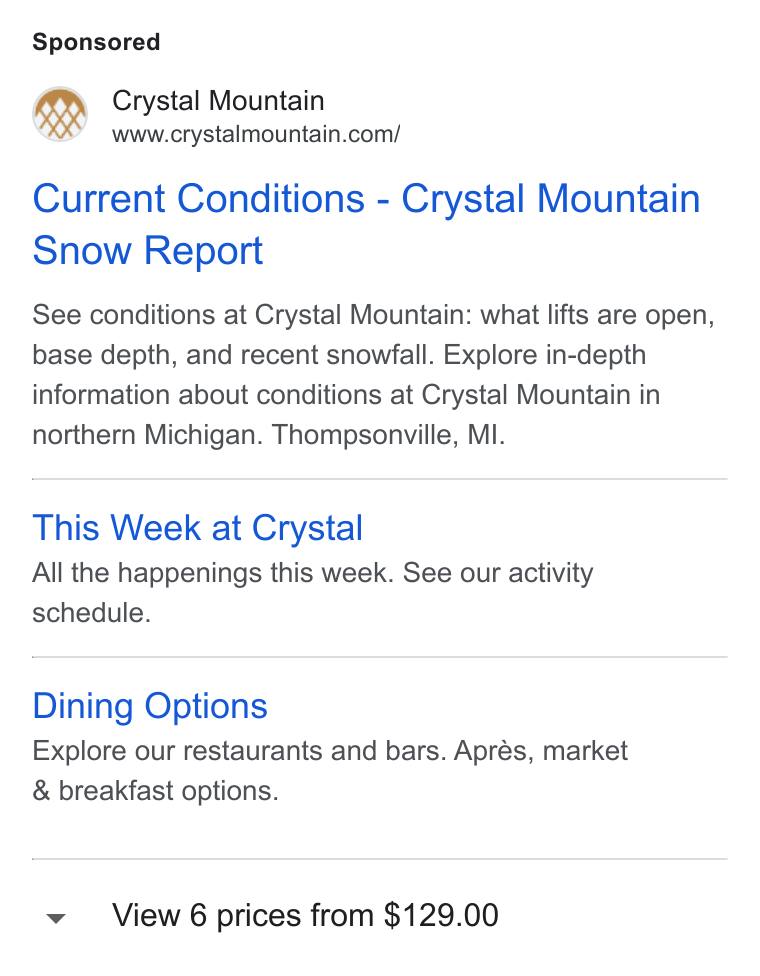 Sponsored
Crystal Mountain
www.crystalmountain.com/
Current Conditions - Crystal Mountain
Snow Report
See conditions at Crystal Mountain: what lifts are open,
base depth, and recent snowfall. Explore in-depth
information about conditions at Crystal Mountain in
northern Michigan. Thompsonville, MI.
This Week at Crystal
All the happenings this week. See our activity
schedule.
Dining Options
Explore our restaurants and bars. Après, market
& breakfast options.
View 6 prices from $129.00